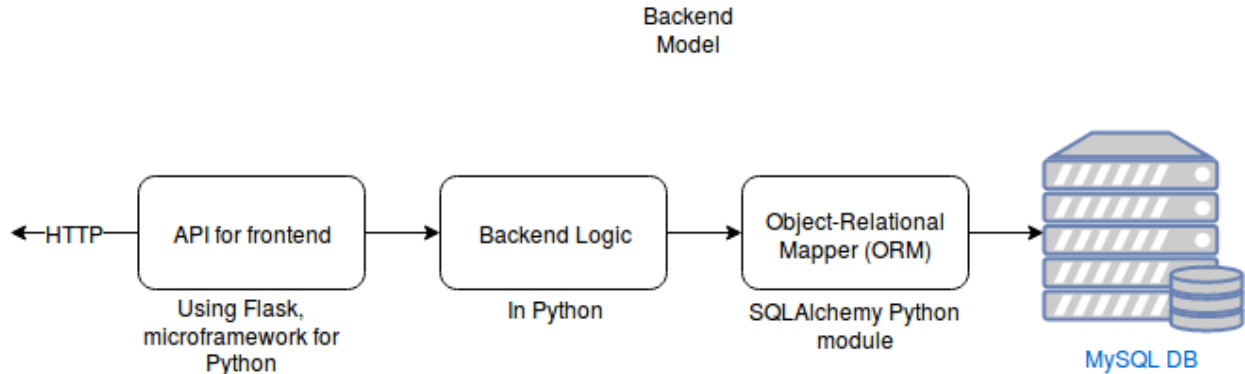 Backend
Model
HTTP
API for frontend
Backend Logic
Object-Relational
Mapper (ORM)
Using Flask,
microframework for
Python
In Python
SQLAlchemy Python
module
MySQL DB